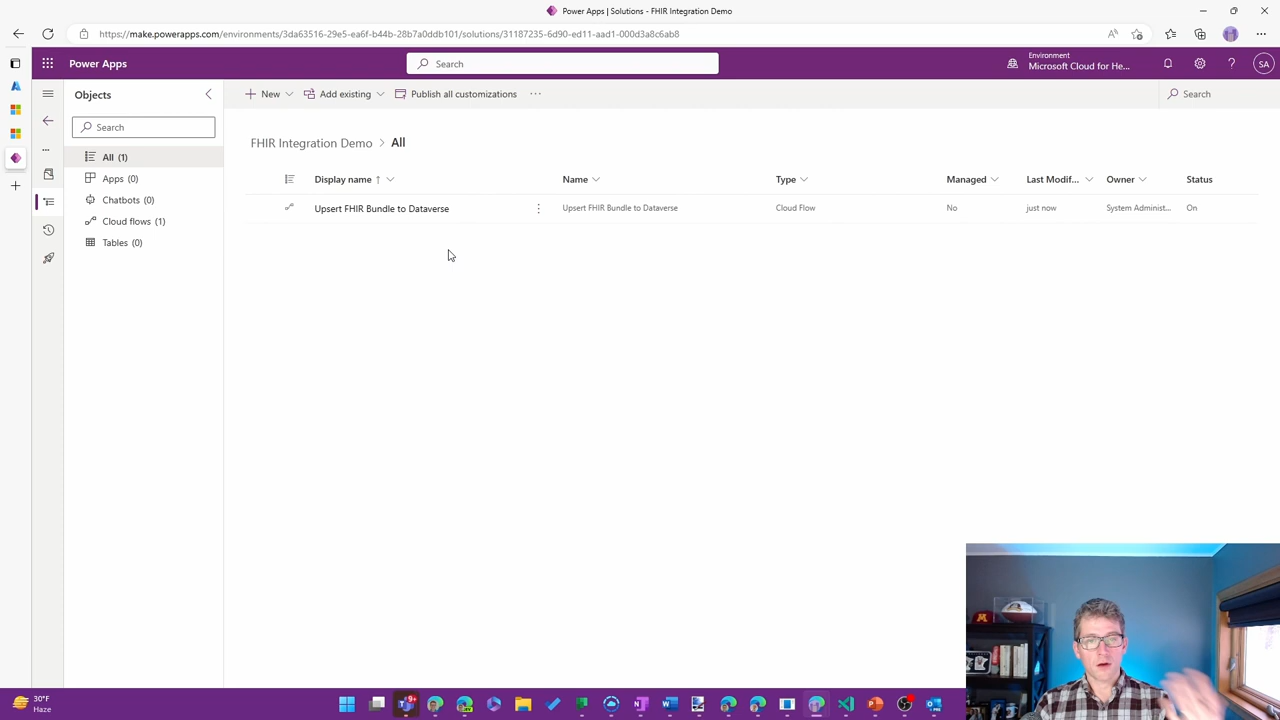 Power Apps | Solutions - FHIR Integration Demo
https://make.powerapps.com/environments/3da63516-29e5-ea6f-b44b-28b7a0ddb101/solutions/31187235-6d90-ed11-aad1-000d3a8c6ab8
Power Apps
Search
Environment
Microsoft Cloud for He...
SA
Objects
New
Add existing
Publish all customizations
Search
Search
FHIR Integration Demo > All
All (1)
Apps (0)
Chatbots (0)
Cloud flows (1)
Tables (0)
Display name ↑
Name
Type
Managed
Last Modif...
Owner
Status
Upsert FHIR Bundle to Dataverse
Upsert FHIR Bundle to Dataverse
Cloud Flow
No
just now
System Administ...
On
30°F
Haze
9+